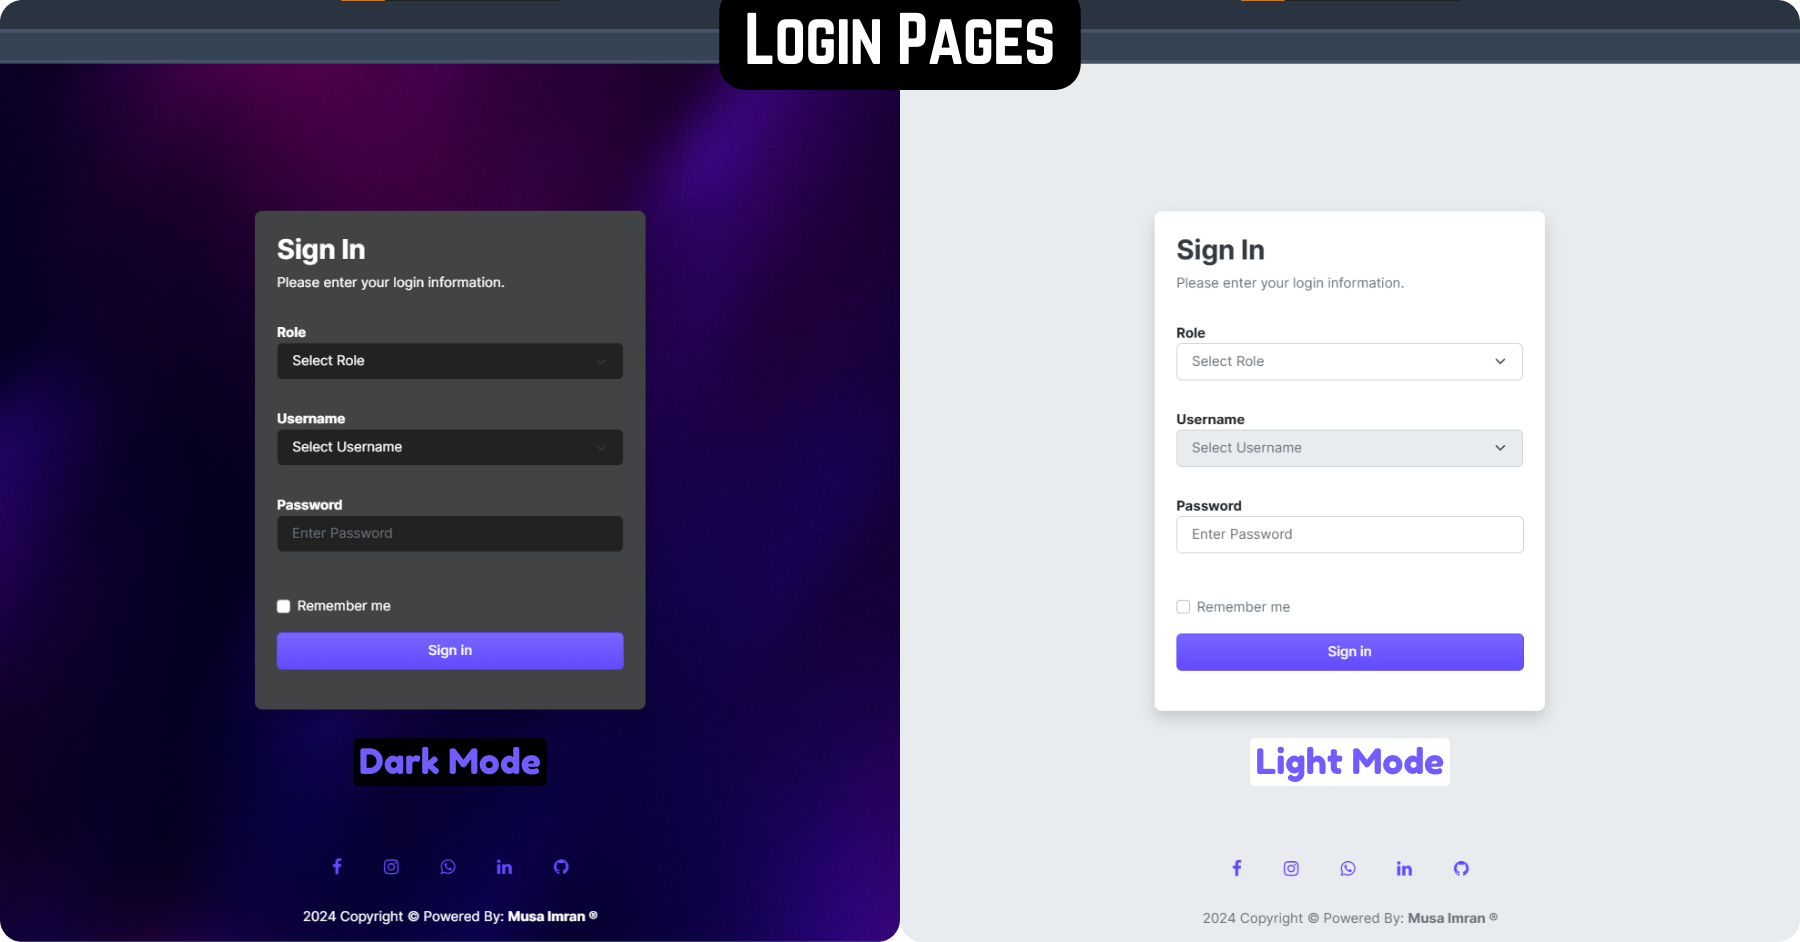 Login Pages
Sign In
Please enter your login information.
Role
Select Role
Username
Select Username
Password
Enter Password
Remember me
Sign in
Dark Mode
2024 Copyright © Powered By: Musa Imran ®
Sign In
Please enter your login information.
Role
Select Role
Username
Select Username
Password
Enter Password
Remember me
Sign in
Light Mode
2024 Copyright © Powered By: Musa Imran ®